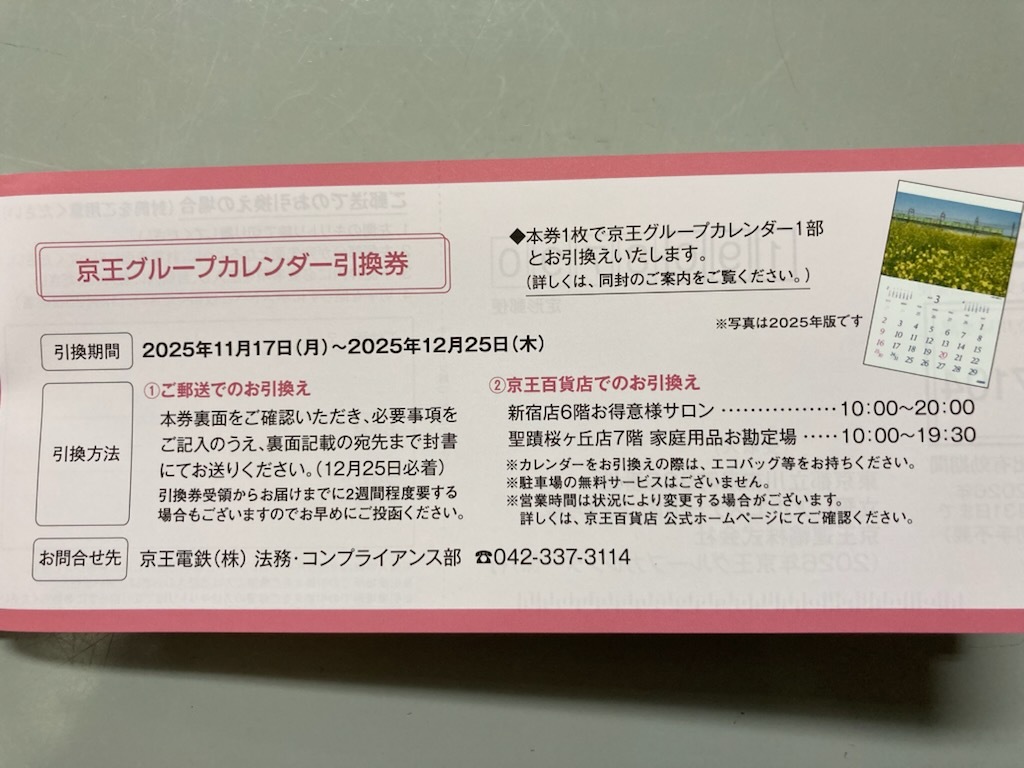 京王グループカレンダー引換券
◆本券1枚で京王グループカレンダー1部
とお引換えいたします。
(詳しくは、同封のご案内をご覧ください。)
※写真は2025年版です
引換期間
2025年11月17日(月)～2025年12月25日(木)
引換方法
①ご郵送でのお引換え
本券裏面をご確認いただき、必要事項を
ご記入のうえ、裏面記載の宛先まで封書
にてお送りください。(12月25日必着)
引換券受領からお届けまでに2週間程度要する
場合もございますのでお早めにご投函ください。
②京王百貨店でのお引換え
新宿店6階お得意様サロン ････････････････ 10:00～20:00
聖蹟桜ヶ丘店7階 家庭用品お勘定場 ･････ 10:00～19:30
※カレンダーをお引換えの際は、エコバッグ等をお持ちください。
※駐車場の無料サービスはございません。
※営業時間は状況により変更する場合がございます。
詳しくは、京王百貨店 公式ホームページにてご確認ください。
お問合せ先
京王電鉄(株) 法務・コンプライアンス部 ☎042-337-3114